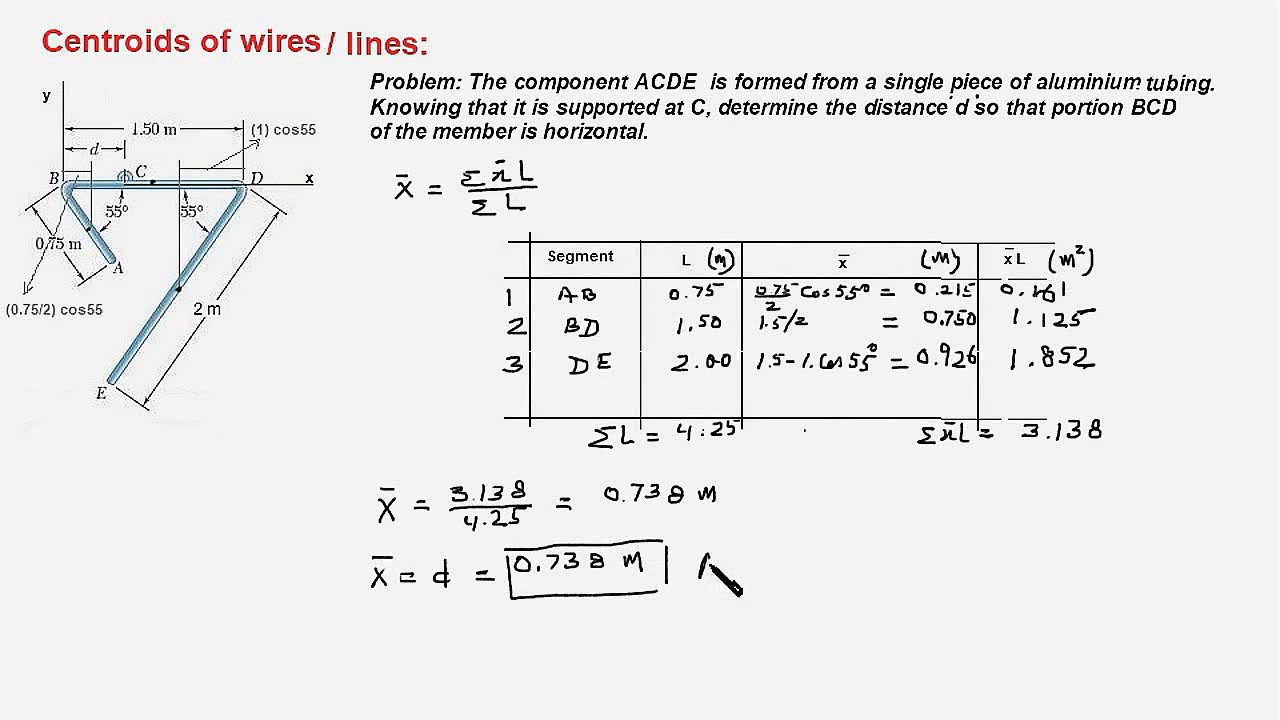 Centroids of wires / lines:
Problem: The component ACDE is formed from a single piece of aluminium tubing.
Knowing that it is supported at C, determine the distance 'd' so that portion BCD
of the member is horizontal.
y
1.50 m
(1) cos55
d
B
C
D
x
55°
55°
0.75 m
A
(0.75/2) cos55
2 m
E
x̄ = Σ x̄ L / Σ L
Segment L (m) x̄ (m) x̄ L (m²)
1 AB 0.75 0.75/2 Cos 55° = 0.215 0.161
2 BD 1.50 1.5/2 = 0.750 1.125
3 DE 2.00 1.5 - 1. Cos 55° = 0.926 1.852
ΣL = 4.25 Σx̄L = 3.138
X̄ = 3.138 / 4.25 = 0.738 m
X̄ = d = 0.738 m